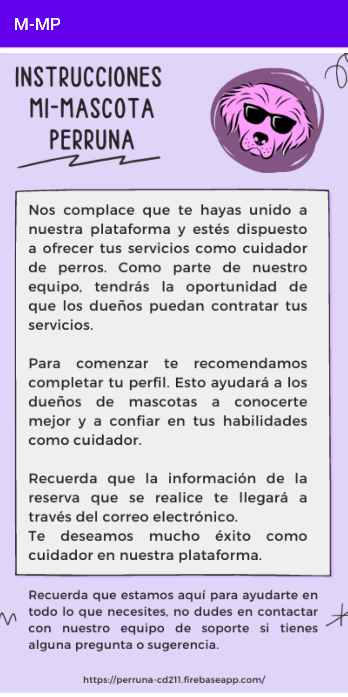 M-MP
INSTRUCCIONES
MI-MASCOTA
PERRUNA
Nos complace que te hayas unido a
nuestra plataforma y estés dispuesto
a ofrecer tus servicios como cuidador
de perros. Como parte de nuestro
equipo, tendrás la oportunidad de
que los dueños puedan contratar tus
servicios.
Para comenzar te recomendamos
completar tu perfil. Esto ayudará a los
dueños de mascotas a conocerte
mejor y a confiar en tus habilidades
como cuidador.
Recuerda que la información de la
reserva que se realice te llegará a
través del correo electrónico.
Te deseamos mucho éxito como
cuidador en nuestra plataforma.
Recuerda que estamos aquí para ayudarte en
todo lo que necesites, no dudes en contactar
con nuestro equipo de soporte si tienes
alguna pregunta o sugerencia.
https://perruna-cd211.firebaseapp.com/